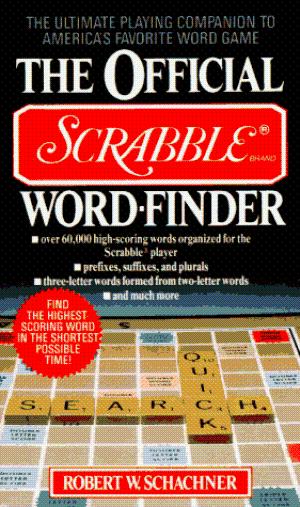 THE ULTIMATE PLAYING COMPANION TO
AMERICA'S FAVORITE WORD GAME
THE OFFICIAL
SCRABBLE®
BRAND
WORD-FINDER
■ over 60,000 high-scoring words organized for the
Scrabble® player
■ prefixes, suffixes, and plurals
■ three-letter words formed from two-letter words
■ and much more
FIND
THE HIGHEST
SCORING WORD
IN THE SHORTEST
POSSIBLE
TIME!
QUICK
SEARCH
ROBERT W. SCHACHNER